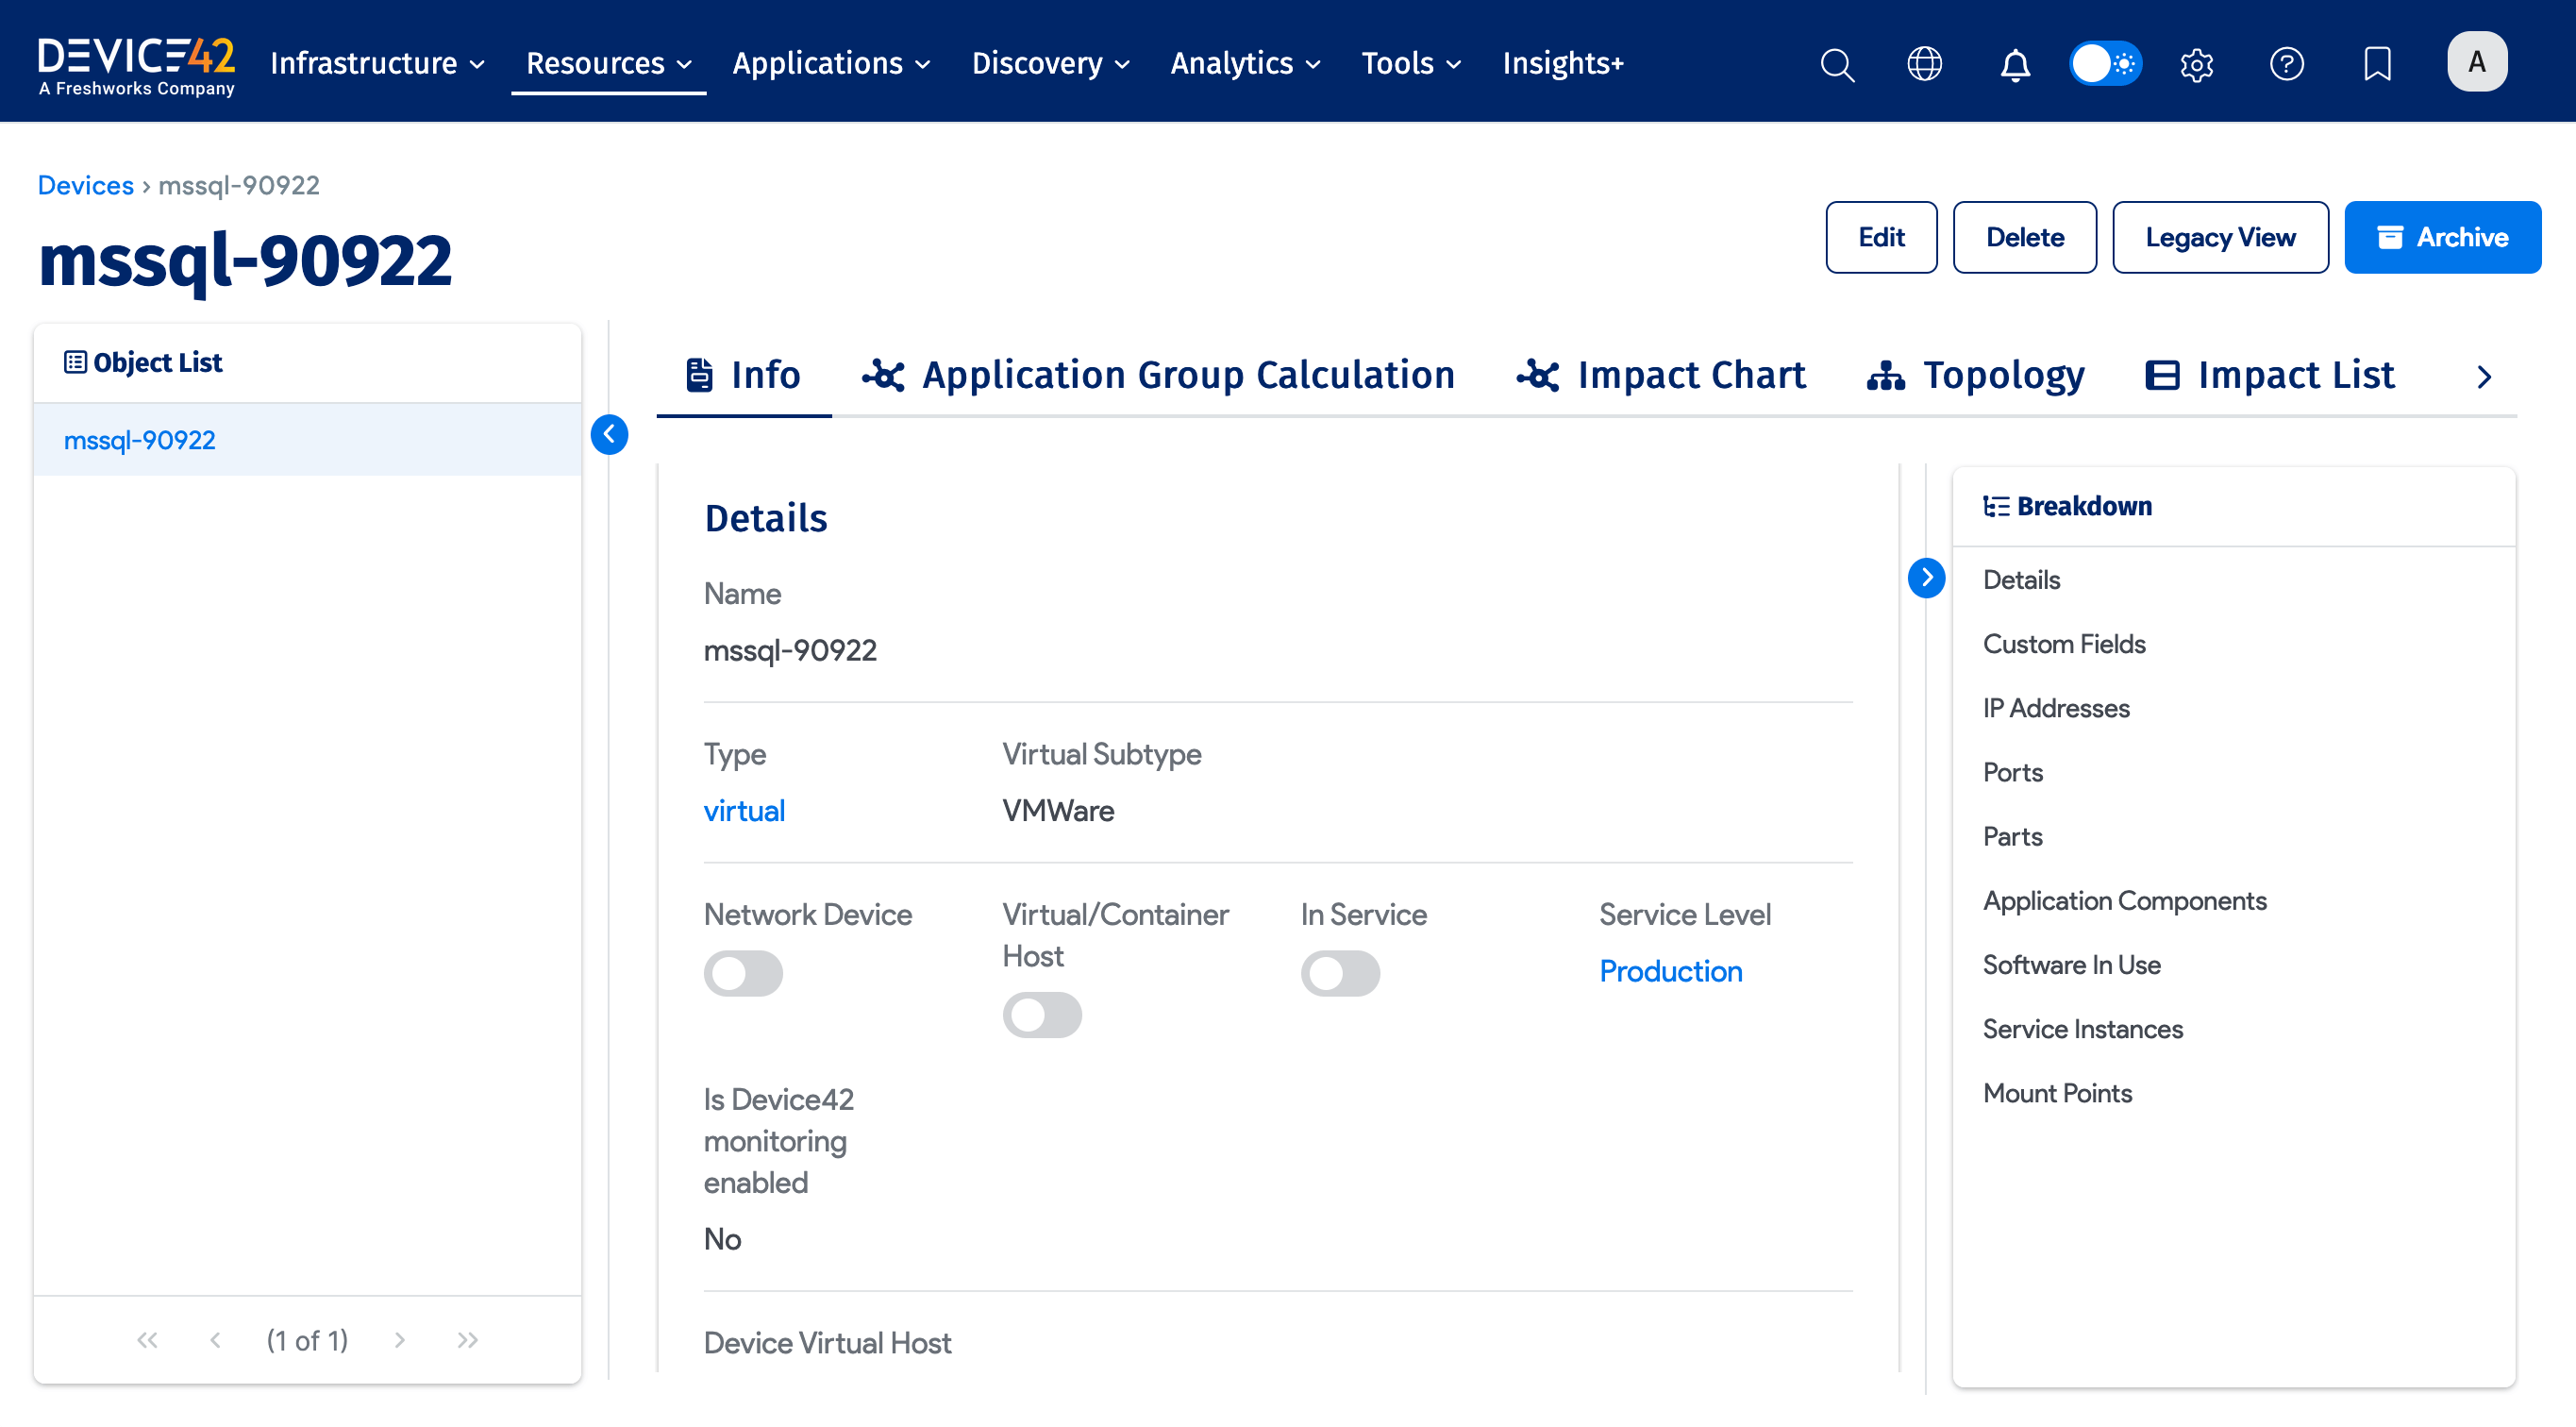 DEVICE42
A Freshworks Company
Infrastructure
Resources
Applications
Discovery
Analytics
Tools
Insights+
A
Devices › mssql-90922
mssql-90922
Edit
Delete
Legacy View
Archive
Object List
mssql-90922
(1 of 1)
Info
Application Group Calculation
Impact Chart
Topology
Impact List
Details
Name
mssql-90922
Type
Virtual Subtype
virtual
VMWare
Network Device
Virtual/Container
Host
In Service
Service Level
Production
Is Device42
monitoring
enabled
No
Device Virtual Host
Breakdown
Details
Custom Fields
IP Addresses
Ports
Parts
Application Components
Software In Use
Service Instances
Mount Points